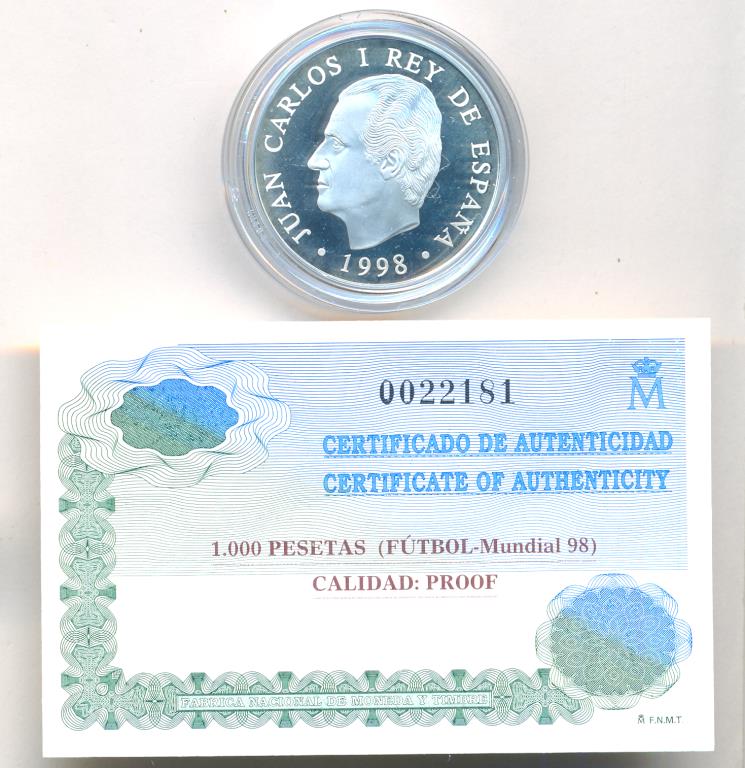 JUAN CARLOS I REY DE ESPAÑA
• 1998 •
0022181
M
CERTIFICADO DE AUTENTICIDAD
CERTIFICATE OF AUTHENTICITY
1.000 PESETAS (FÚTBOL-Mundial 98)
CALIDAD: PROOF
FABRICA NACIONAL DE MONEDA Y TIMBRE
M F.N.M.T.